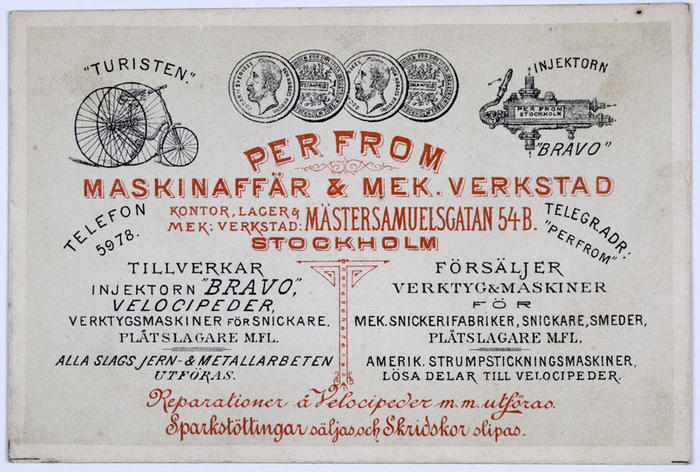 "TURISTEN."
INJEKTORN
PER FROM
STOCKHOLM
"BRAVO"
PER FROM
MASKINAFFÄR & MEK. VERKSTAD
TELEFON
5978.
KONTOR, LAGER &
MEK: VERKSTAD: MÄSTERSAMUELSGATAN 54B.
STOCKHOLM
TELEGR.ADR:
"PERFROM"
TILLVERKAR
INJEKTORN "BRAVO",
VELOCIPEDER,
VERKTYGSMASKINER FÖR SNICKARE,
PLÅTSLAGARE M.FL.
ALLA SLAGS JERN- & METALLARBETEN
UTFÖRAS.
FÖRSÄLJER
VERKTYG & MASKINER
FÖR
MEK. SNICKERIFABRIKER, SNICKARE, SMEDER,
PLÅTSLAGARE M.FL.
AMERIK. STRUMPSTICKNINGSMASKINER,
LÖSA DELAR TILL VELOCIPEDER.
Reparationer å Velocipeder m.m. utföras.
Sparkstöttingar säljas, och Skridskor slipas.